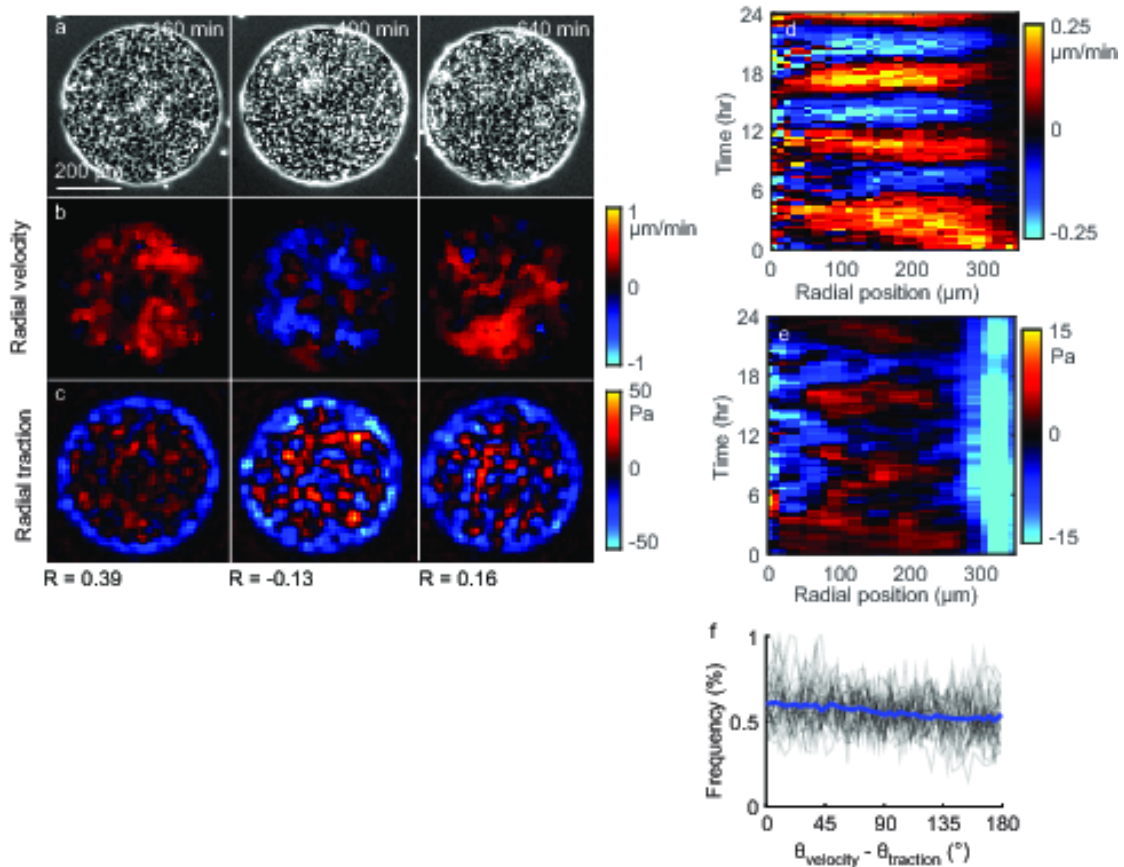 a
160 min
400 min
640 min
200 µm
b
Radial velocity
1
µm/min
0
-1
c
Radial traction
50
Pa
0
-50
R = 0.39
R = -0.13
R = 0.16
d
Time (hr)
24
18
12
6
0
0
100
200
300
Radial position (µm)
0.25
µm/min
0
-0.25
e
Time (hr)
24
18
12
6
0
0
100
200
300
Radial position (µm)
15
Pa
0
-15
f
Frequency (%)
1
0.5
0
0
45
90
135
180
θvelocity - θtraction (°)